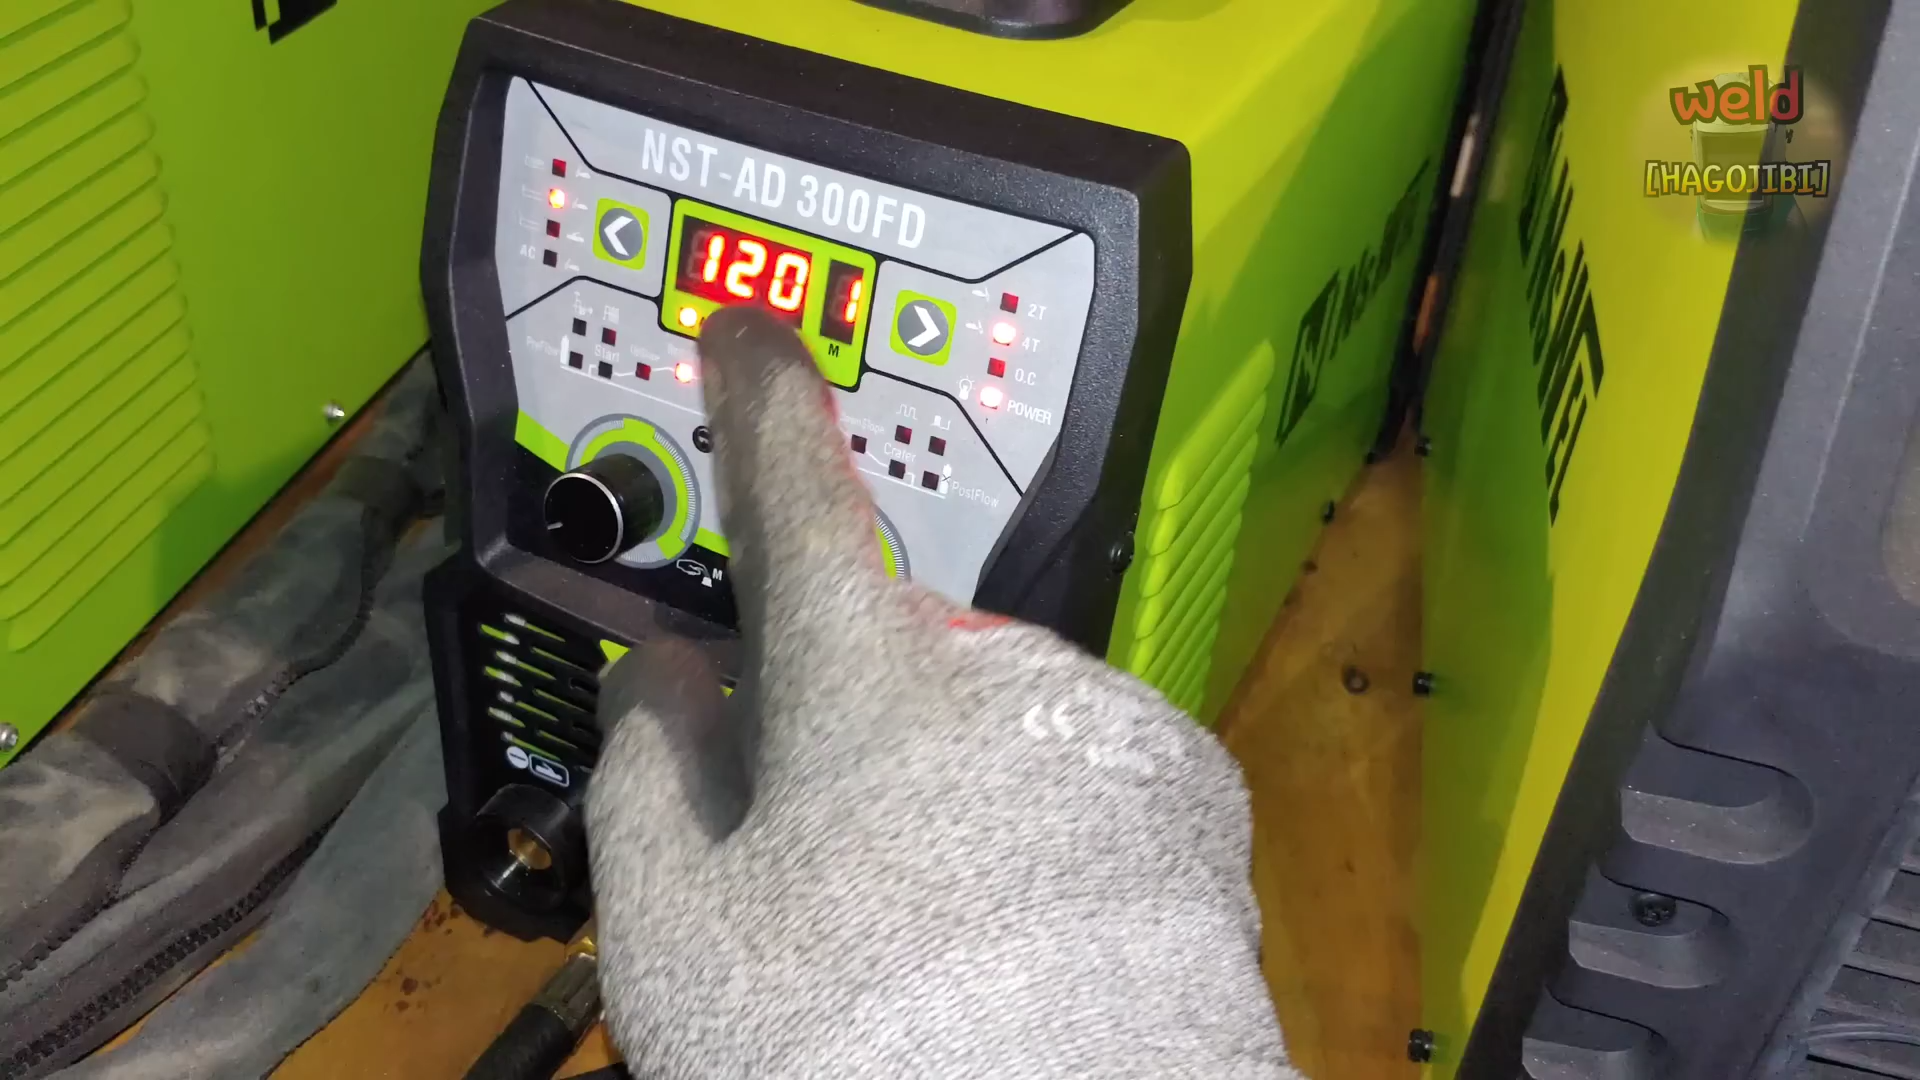 weld
[HAGOJIBI]
NST-AD 300FD
120 1
M
AC
2T
4T
O.C
POWER
PreFlow
Start
Crater
PostFlow
M